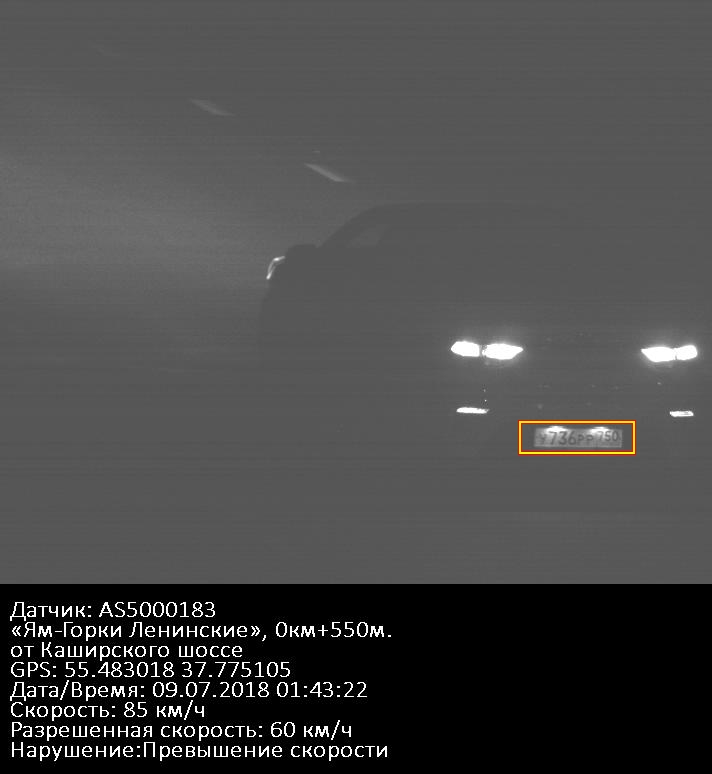 У736РР750
Датчик: AS5000183
«Ям-Горки Ленинские», 0км+550м.
от Каширского шоссе
GPS: 55.483018 37.775105
Дата/Время: 09.07.2018 01:43:22
Скорость: 85 км/ч
Разрешенная скорость: 60 км/ч
Нарушение:Превышение скорости